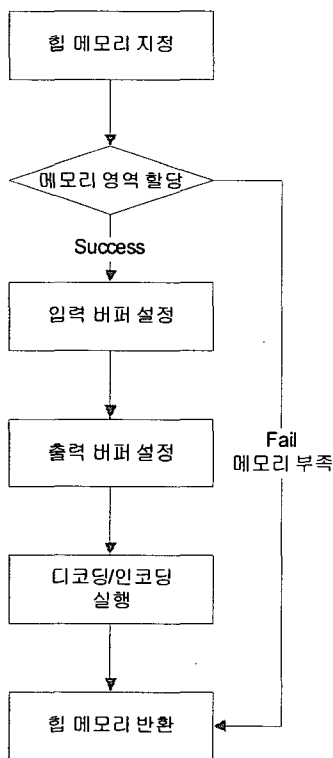 힙 메모리 지정
메모리 영역 할당
Success
입력 버퍼 설정
출력 버퍼 설정
Fail
메모리 부족
디코딩/인코딩
실행
힙 메모리 반환